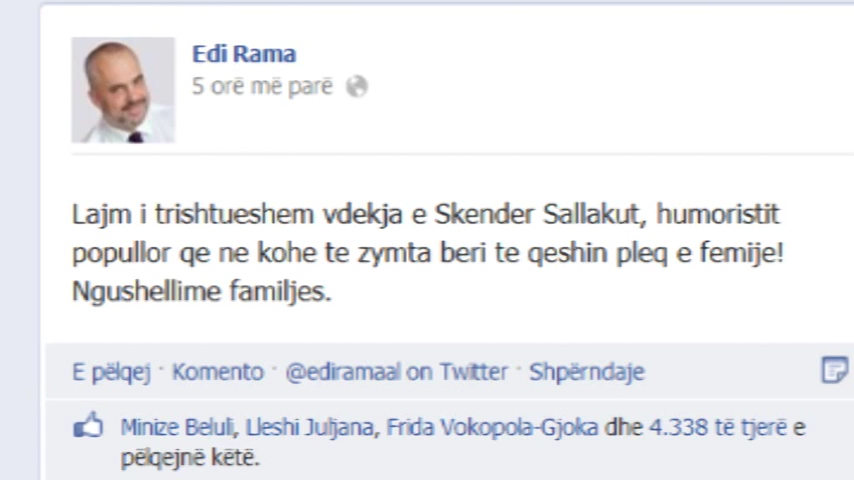 Edi Rama
5 orë më parë
Lajm i trishtueshem vdekja e Skender Sallakut, humoristit
popullor qe ne kohe te zymta beri te qeshin pleq e femije!
Ngushellime familjes.
E pëlqej · Komento · @ediramaal on Twitter · Shpërndaje
Minize Beluli, Lleshi Juljana, Frida Vokopola-Gjoka dhe 4.338 të tjerë e
pëlqejnë këtë.